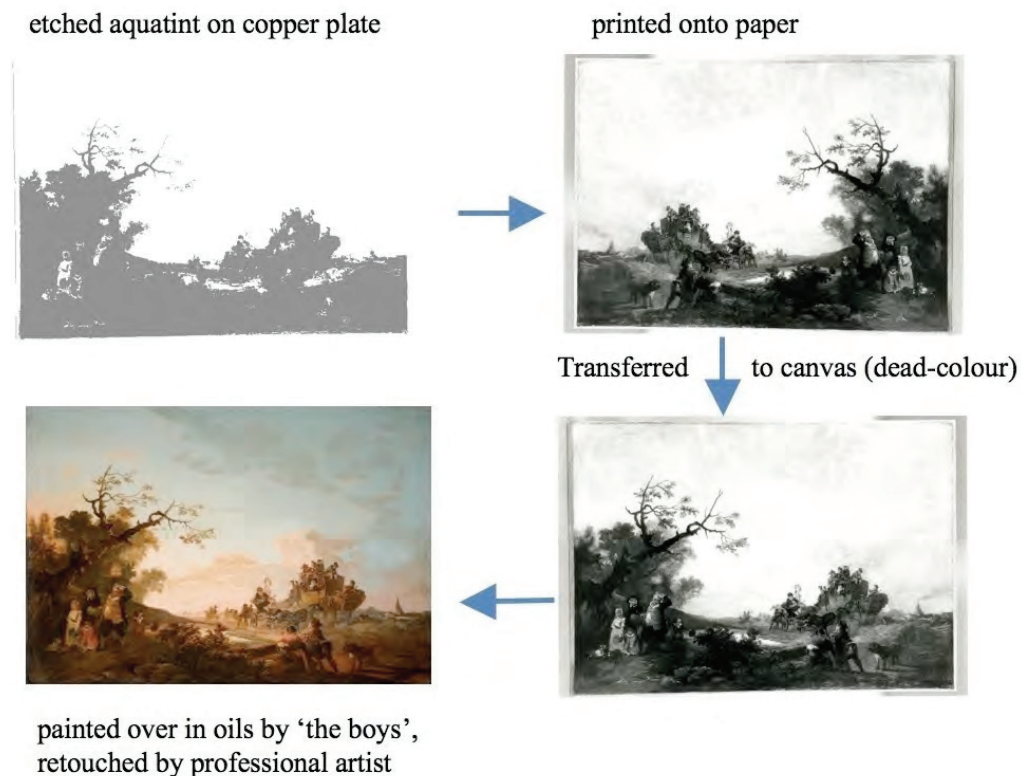 etched aquatint on copper plate
printed onto paper
Transferred to canvas (dead-colour)
painted over in oils by ‘the boys’,
retouched by professional artist